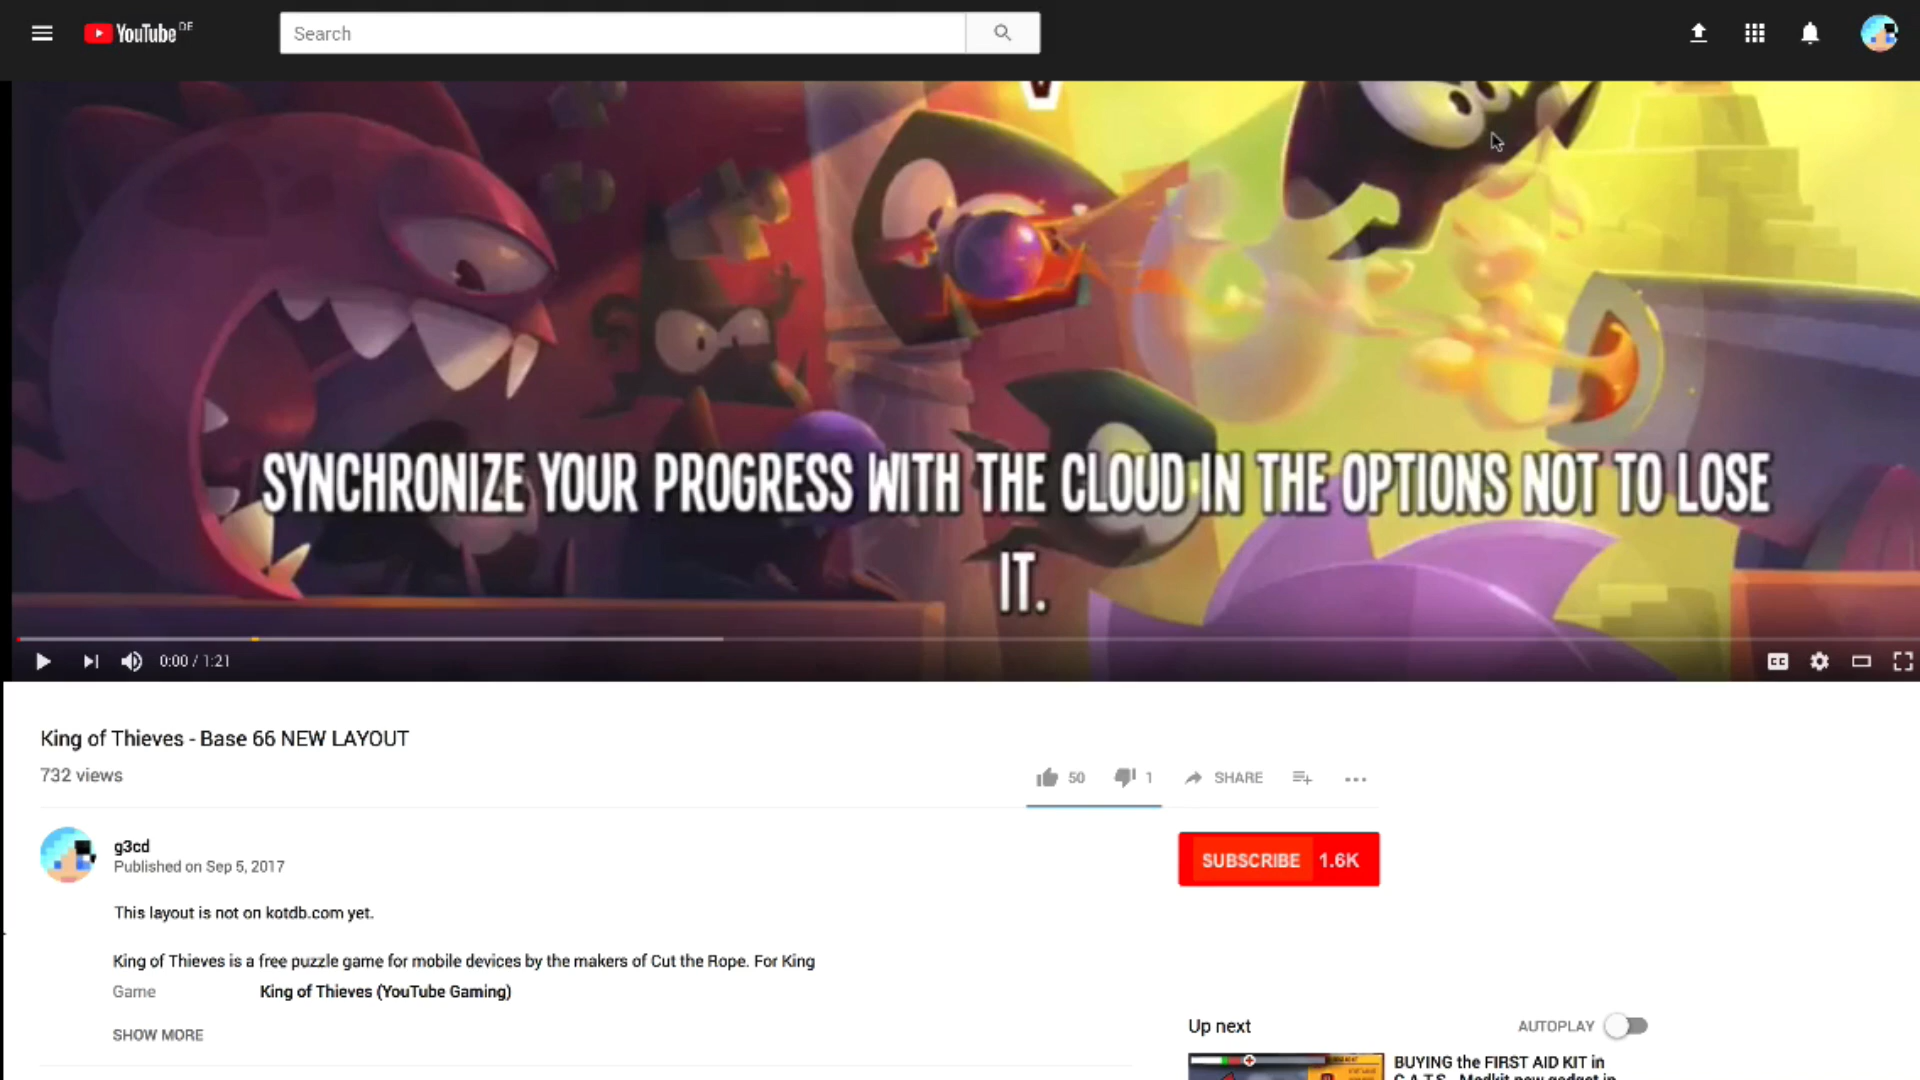 YouTube DE
Search
SYNCHRONIZE YOUR PROGRESS WITH THE CLOUD IN THE OPTIONS NOT TO LOSE
IT.
0:00 / 1:21
CC
King of Thieves - Base 66 NEW LAYOUT
732 views
50 1 SHARE
g3cd
Published on Sep 5, 2017
SUBSCRIBE 1.6K
This layout is not on kotdb.com yet.
King of Thieves is a free puzzle game for mobile devices by the makers of Cut the Rope. For King
Game King of Thieves (YouTube Gaming)
SHOW MORE
Up next AUTOPLAY
BUYING the FIRST AID KIT in
C.A.T.S - Medkit new gadget in